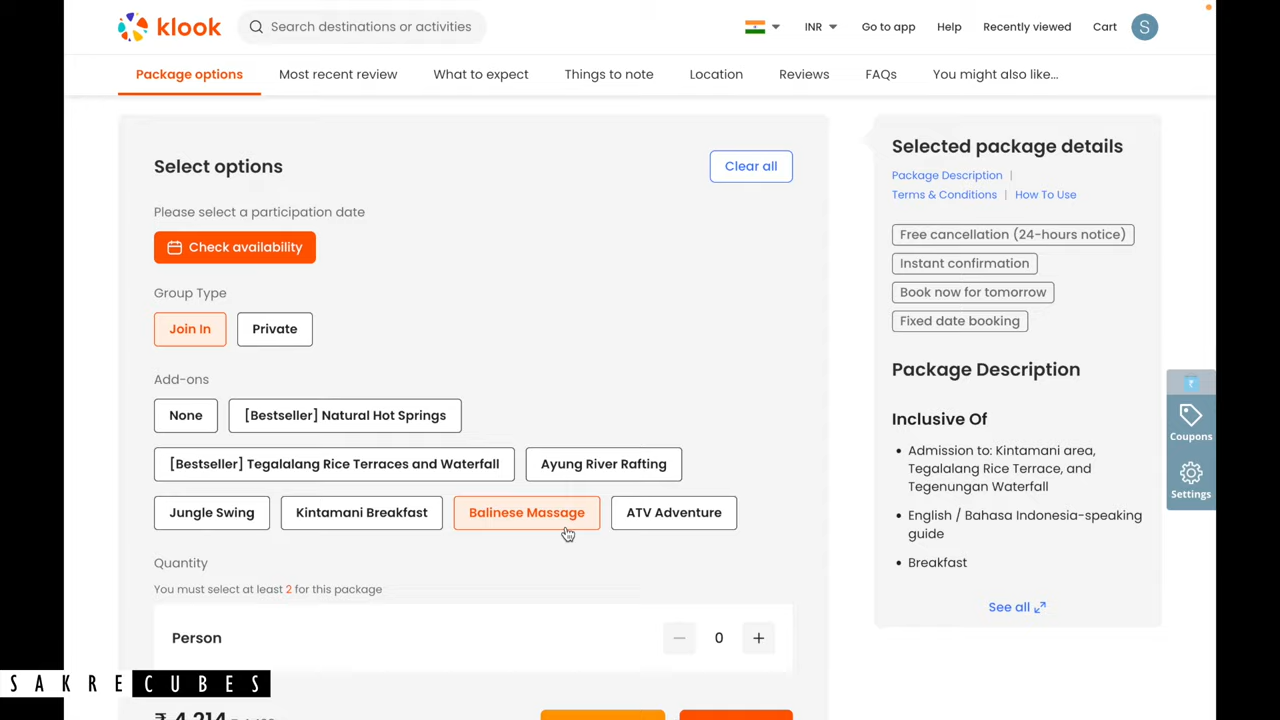 klook
Search destinations or activities
INR
Go to app
Help
Recently viewed
Cart
S
Package options
Most recent review
What to expect
Things to note
Location
Reviews
FAQs
You might also like...
Select options
Clear all
Please select a participation date
Check availability
Group Type
Join In
Private
Add-ons
None
[Bestseller] Natural Hot Springs
[Bestseller] Tegalalang Rice Terraces and Waterfall
Ayung River Rafting
Jungle Swing
Kintamani Breakfast
Balinese Massage
ATV Adventure
Quantity
You must select at least 2 for this package
Person
0
₹ 4,214
Selected package details
Package Description |
Terms & Conditions | How To Use
Free cancellation (24-hours notice)
Instant confirmation
Book now for tomorrow
Fixed date booking
Package Description
Inclusive Of
• Admission to: Kintamani area,
Tegalalang Rice Terrace, and
Tegenungan Waterfall
• English / Bahasa Indonesia-speaking
guide
• Breakfast
See all
₹
Coupons
Settings
SAKRECUBES